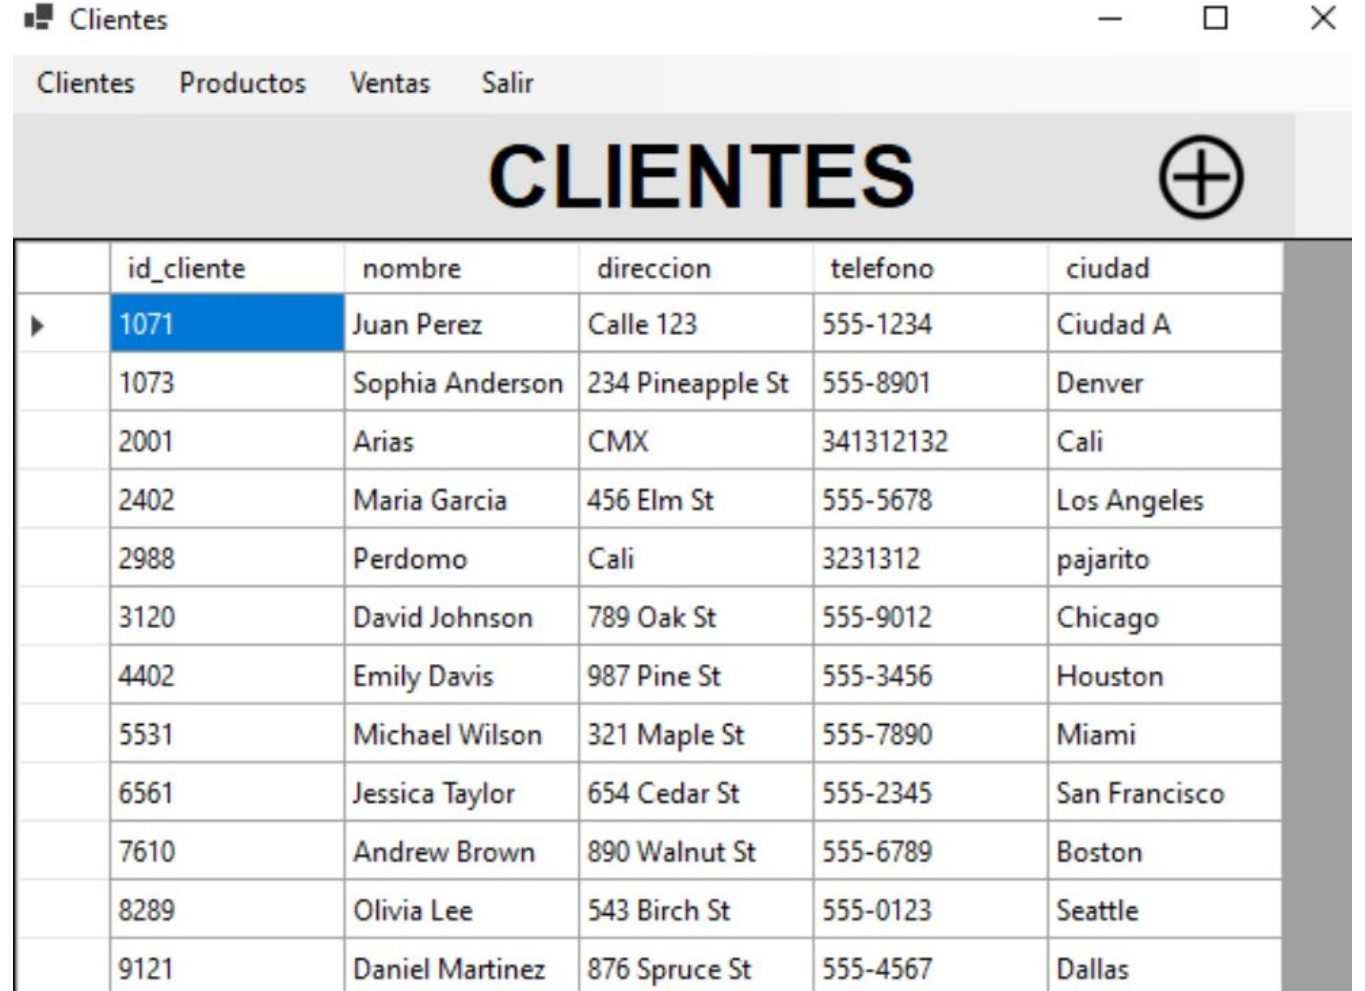 Clientes
Clientes Productos Ventas Salir
CLIENTES
id_cliente nombre direccion telefono ciudad
1071 Juan Perez Calle 123 555-1234 Ciudad A
1073 Sophia Anderson 234 Pineapple St 555-8901 Denver
2001 Arias CMX 341312132 Cali
2402 Maria Garcia 456 Elm St 555-5678 Los Angeles
2988 Perdomo Cali 3231312 pajarito
3120 David Johnson 789 Oak St 555-9012 Chicago
4402 Emily Davis 987 Pine St 555-3456 Houston
5531 Michael Wilson 321 Maple St 555-7890 Miami
6561 Jessica Taylor 654 Cedar St 555-2345 San Francisco
7610 Andrew Brown 890 Walnut St 555-6789 Boston
8289 Olivia Lee 543 Birch St 555-0123 Seattle
9121 Daniel Martinez 876 Spruce St 555-4567 Dallas